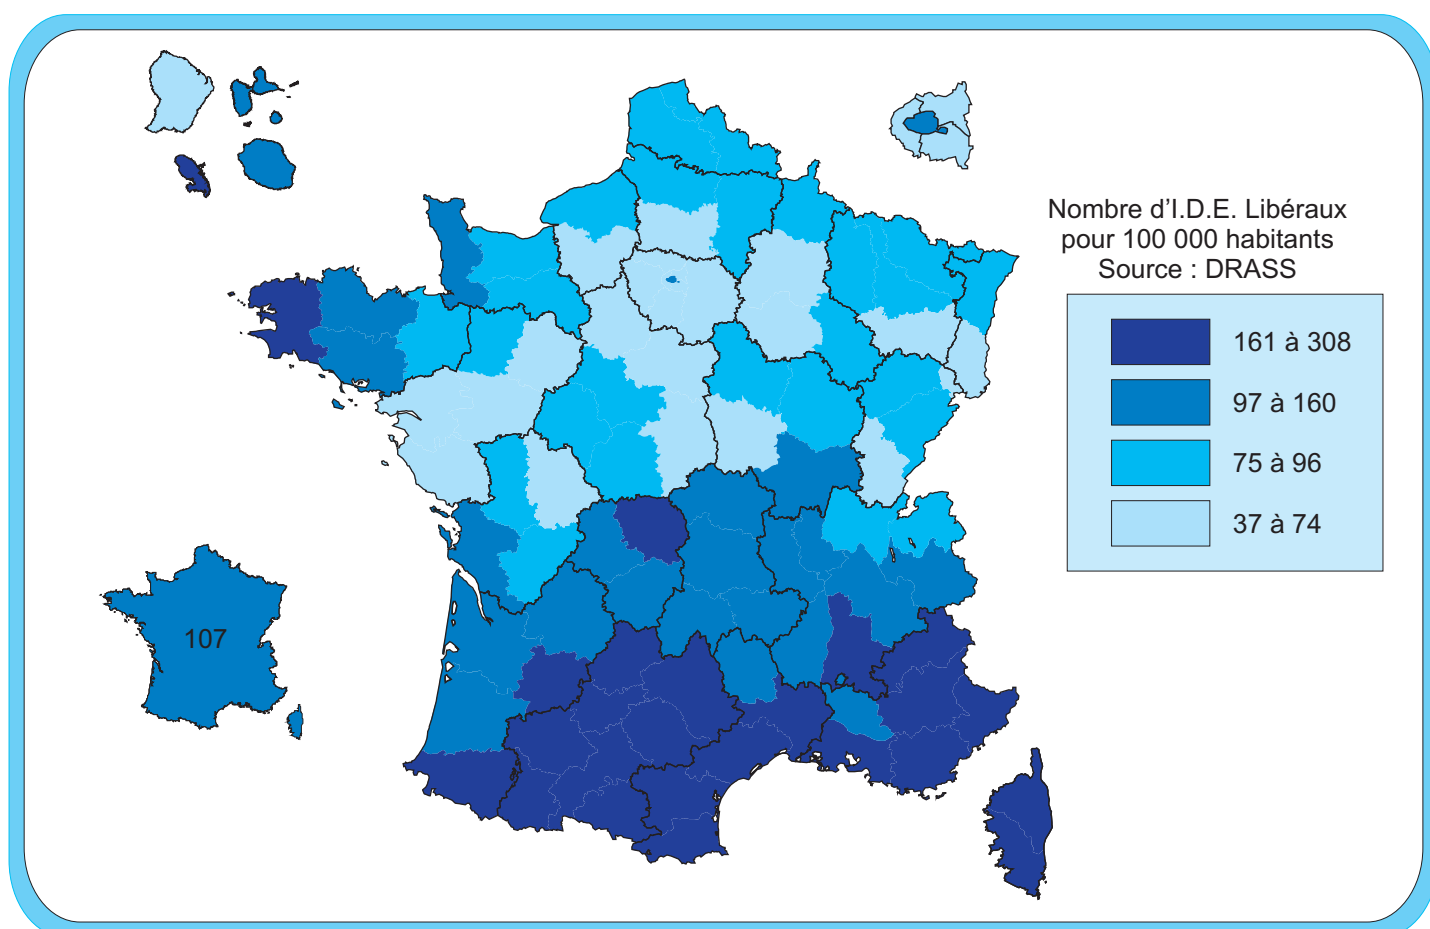 Nombre d'I.D.E. Libéraux
pour 100 000 habitants
Source : DRASS
161 à 308
97 à 160
75 à 96
37 à 74
107